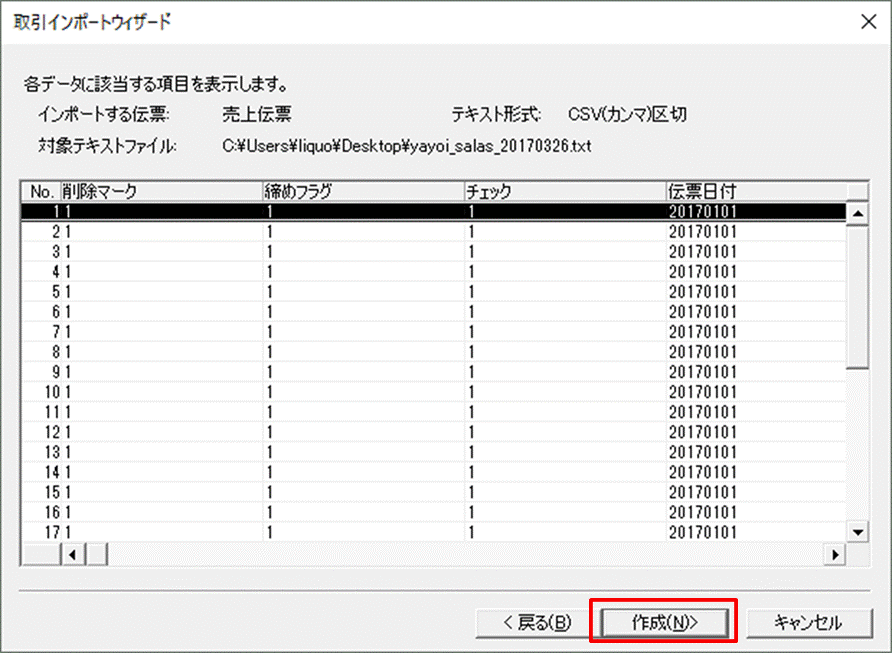 取引インポートウィザード
各データに該当する項目を表示します。
インポートする伝票: 売上伝票 テキスト形式: CSV(カンマ)区切
対象テキストファイル: C:¥Users¥liquo¥Desktop¥yayoi_salas_20170326.txt
No. 削除マーク 締めフラグ チェック 伝票日付
1 1 1 1 20170101
2 1 1 1 20170101
3 1 1 1 20170101
4 1 1 1 20170101
5 1 1 1 20170101
6 1 1 1 20170101
7 1 1 1 20170101
8 1 1 1 20170101
9 1 1 1 20170101
10 1 1 1 20170101
11 1 1 1 20170101
12 1 1 1 20170101
13 1 1 1 20170101
14 1 1 1 20170101
15 1 1 1 20170101
16 1 1 1 20170101
17 1 1 1 20170101
<戻る(B) 作成(N)> キャンセル